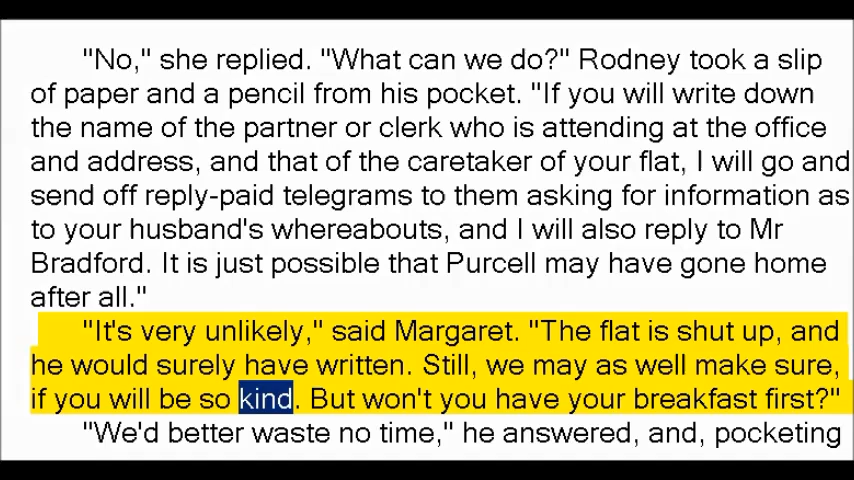 "No," she replied. "What can we do?" Rodney took a slip
of paper and a pencil from his pocket. "If you will write down
the name of the partner or clerk who is attending at the office
and address, and that of the caretaker of your flat, I will go and
send off reply-paid telegrams to them asking for information as
to your husband's whereabouts, and I will also reply to Mr
Bradford. It is just possible that Purcell may have gone home
after all."
"It's very unlikely," said Margaret. "The flat is shut up, and
he would surely have written. Still, we may as well make sure,
if you will be so kind. But won't you have your breakfast first?"
"We'd better waste no time," he answered, and, pocketing